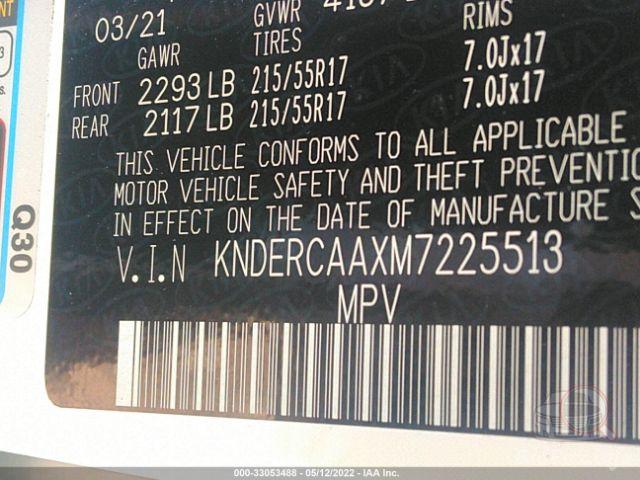 03/21 GVWR
GAWR TIRES RIMS
FRONT 2293 LB 215/55R17 7.0Jx17
REAR 2117 LB 215/55R17 7.0Jx17
THIS VEHICLE CONFORMS TO ALL APPLICABLE
MOTOR VEHICLE SAFETY AND THEFT PREVENTIO
IN EFFECT ON THE DATE OF MANUFACTURE S
V.I.N KNDERCAAXM7225513
MPV
Q30
000-33053488 - 05/12/2022 - IAA Inc.